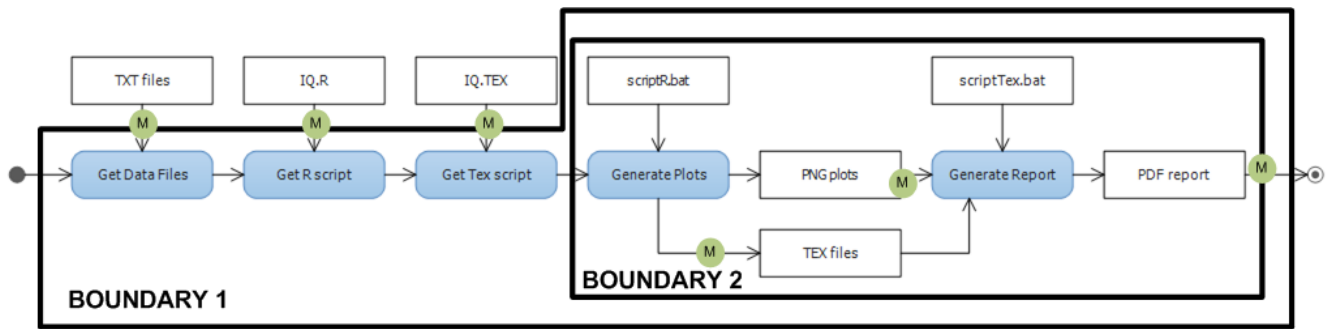 TXT files
IQ.R
IQ.TEX
scriptR.bat
scriptTex.bat
M
M
M
Get Data Files
Get R script
Get Tex script
Generate Plots
PNG plots
M
Generate Report
PDF report
M
M
TEX files
BOUNDARY 2
BOUNDARY 1